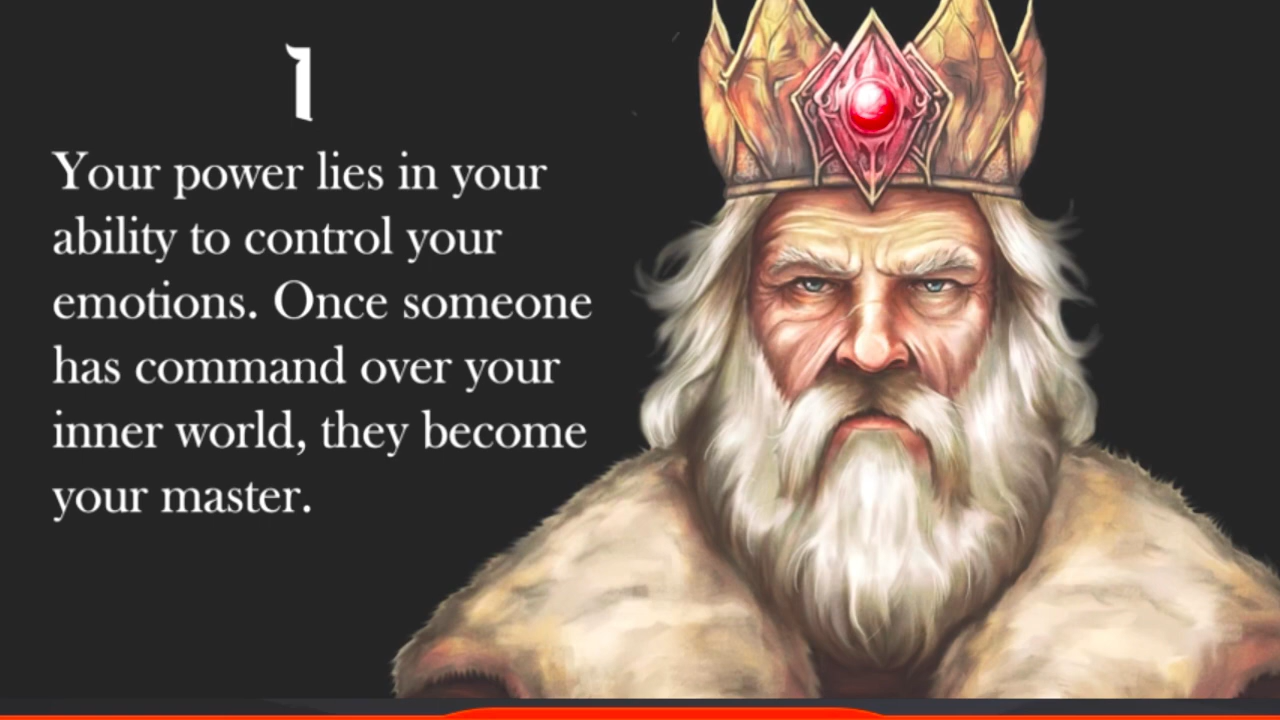 1
Your power lies in your
ability to control your
emotions. Once someone
has command over your
inner world, they become
your master.